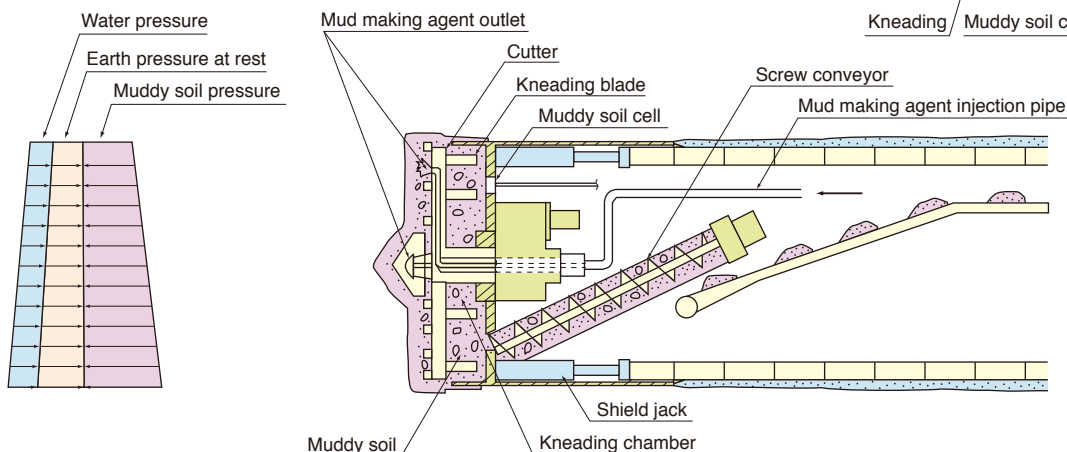 Water pressure
Earth pressure at rest
Muddy soil pressure
Mud making agent outlet
Cutter
Kneading blade
Muddy soil cell
Kneading
Muddy soil
Screw conveyor
Mud making agent injection pipe
Shield jack
Muddy soil
Kneading chamber